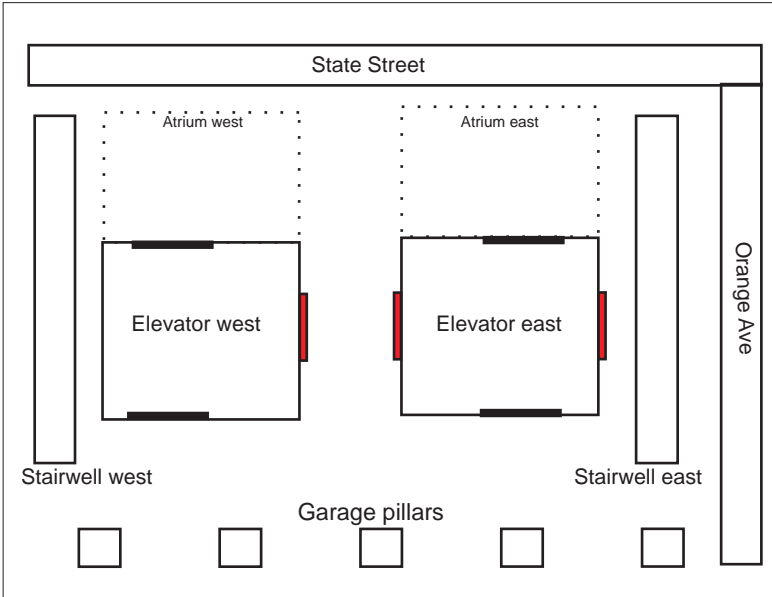 State Street
Atrium west
Atrium east
Orange Ave
Elevator west
Elevator east
Stairwell west
Stairwell east
Garage pillars